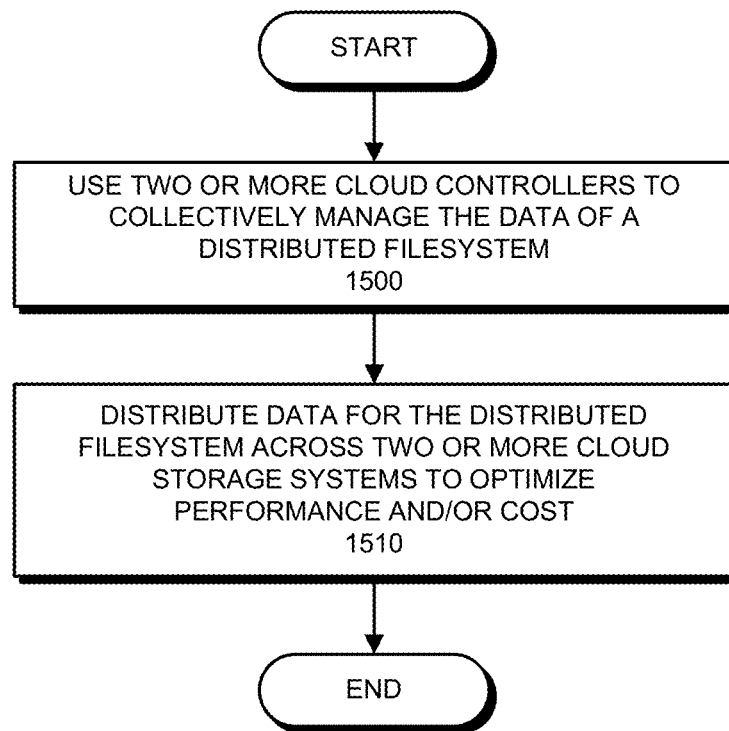 START
USE TWO OR MORE CLOUD CONTROLLERS TO
COLLECTIVELY MANAGE THE DATA OF A
DISTRIBUTED FILESYSTEM
1500
DISTRIBUTE DATA FOR THE DISTRIBUTED
FILESYSTEM ACROSS TWO OR MORE CLOUD
STORAGE SYSTEMS TO OPTIMIZE
PERFORMANCE AND/OR COST
1510
END